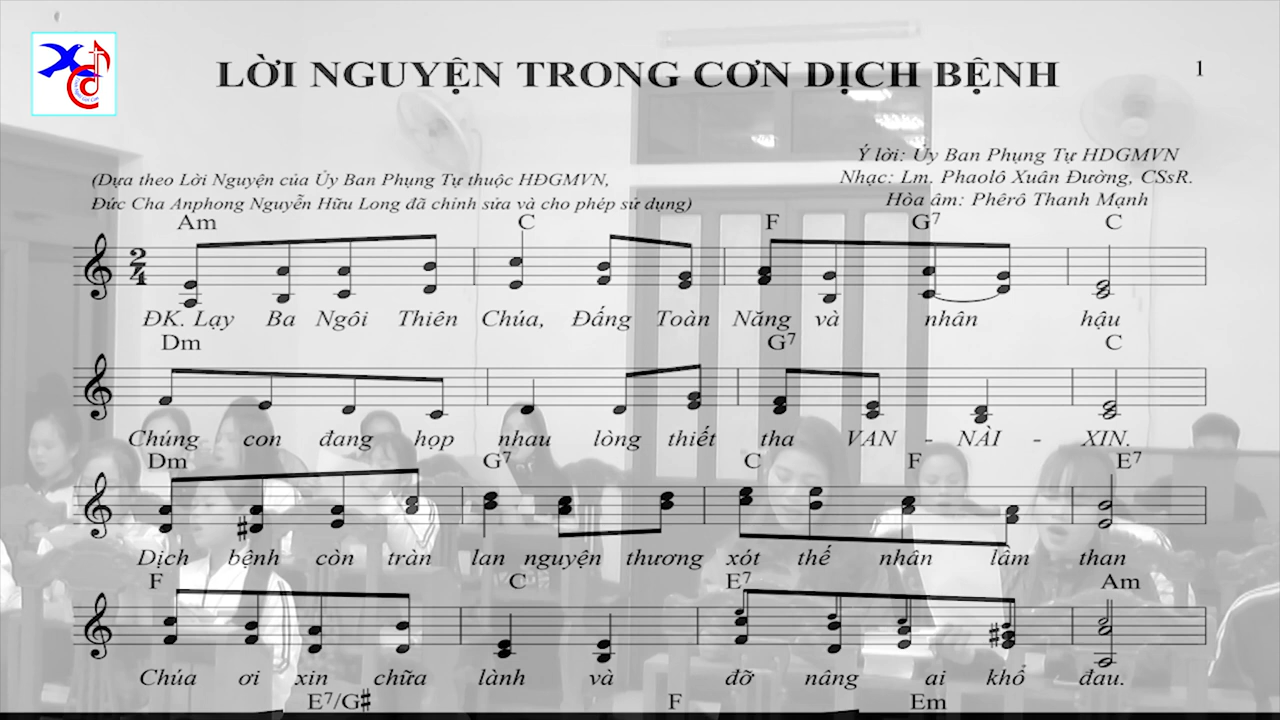 LỜI NGUYỆN TRONG CƠN DỊCH BỆNH
1
Ý lời: Ủy Ban Phụng Tự HDGMVN
(Dựa theo Lời Nguyện của Ủy Ban Phụng Tự thuộc HĐGMVN,
Nhạc: Lm. Phaolô Xuân Đường, CSsR.
Đức Cha Anphong Nguyễn Hữu Long đã chỉnh sửa và cho phép sử dụng)
Hòa âm: Phêrô Thanh Mạnh
Am C F G7 C
2
4
ĐK. Lạy Ba Ngôi Thiên Chúa, Đấng Toàn Năng và nhân hậu
Dm G7 C
Chúng con đang họp nhau lòng thiết tha VAN - NÀI - XIN.
Dm G7 C F E7
Dịch bệnh còn tràn lan nguyện thương xót thế nhân lầm than
F C E7 Am
Chúa ơi xin chữa lành và đỡ nâng ai khổ đau.
E7/G# F Em